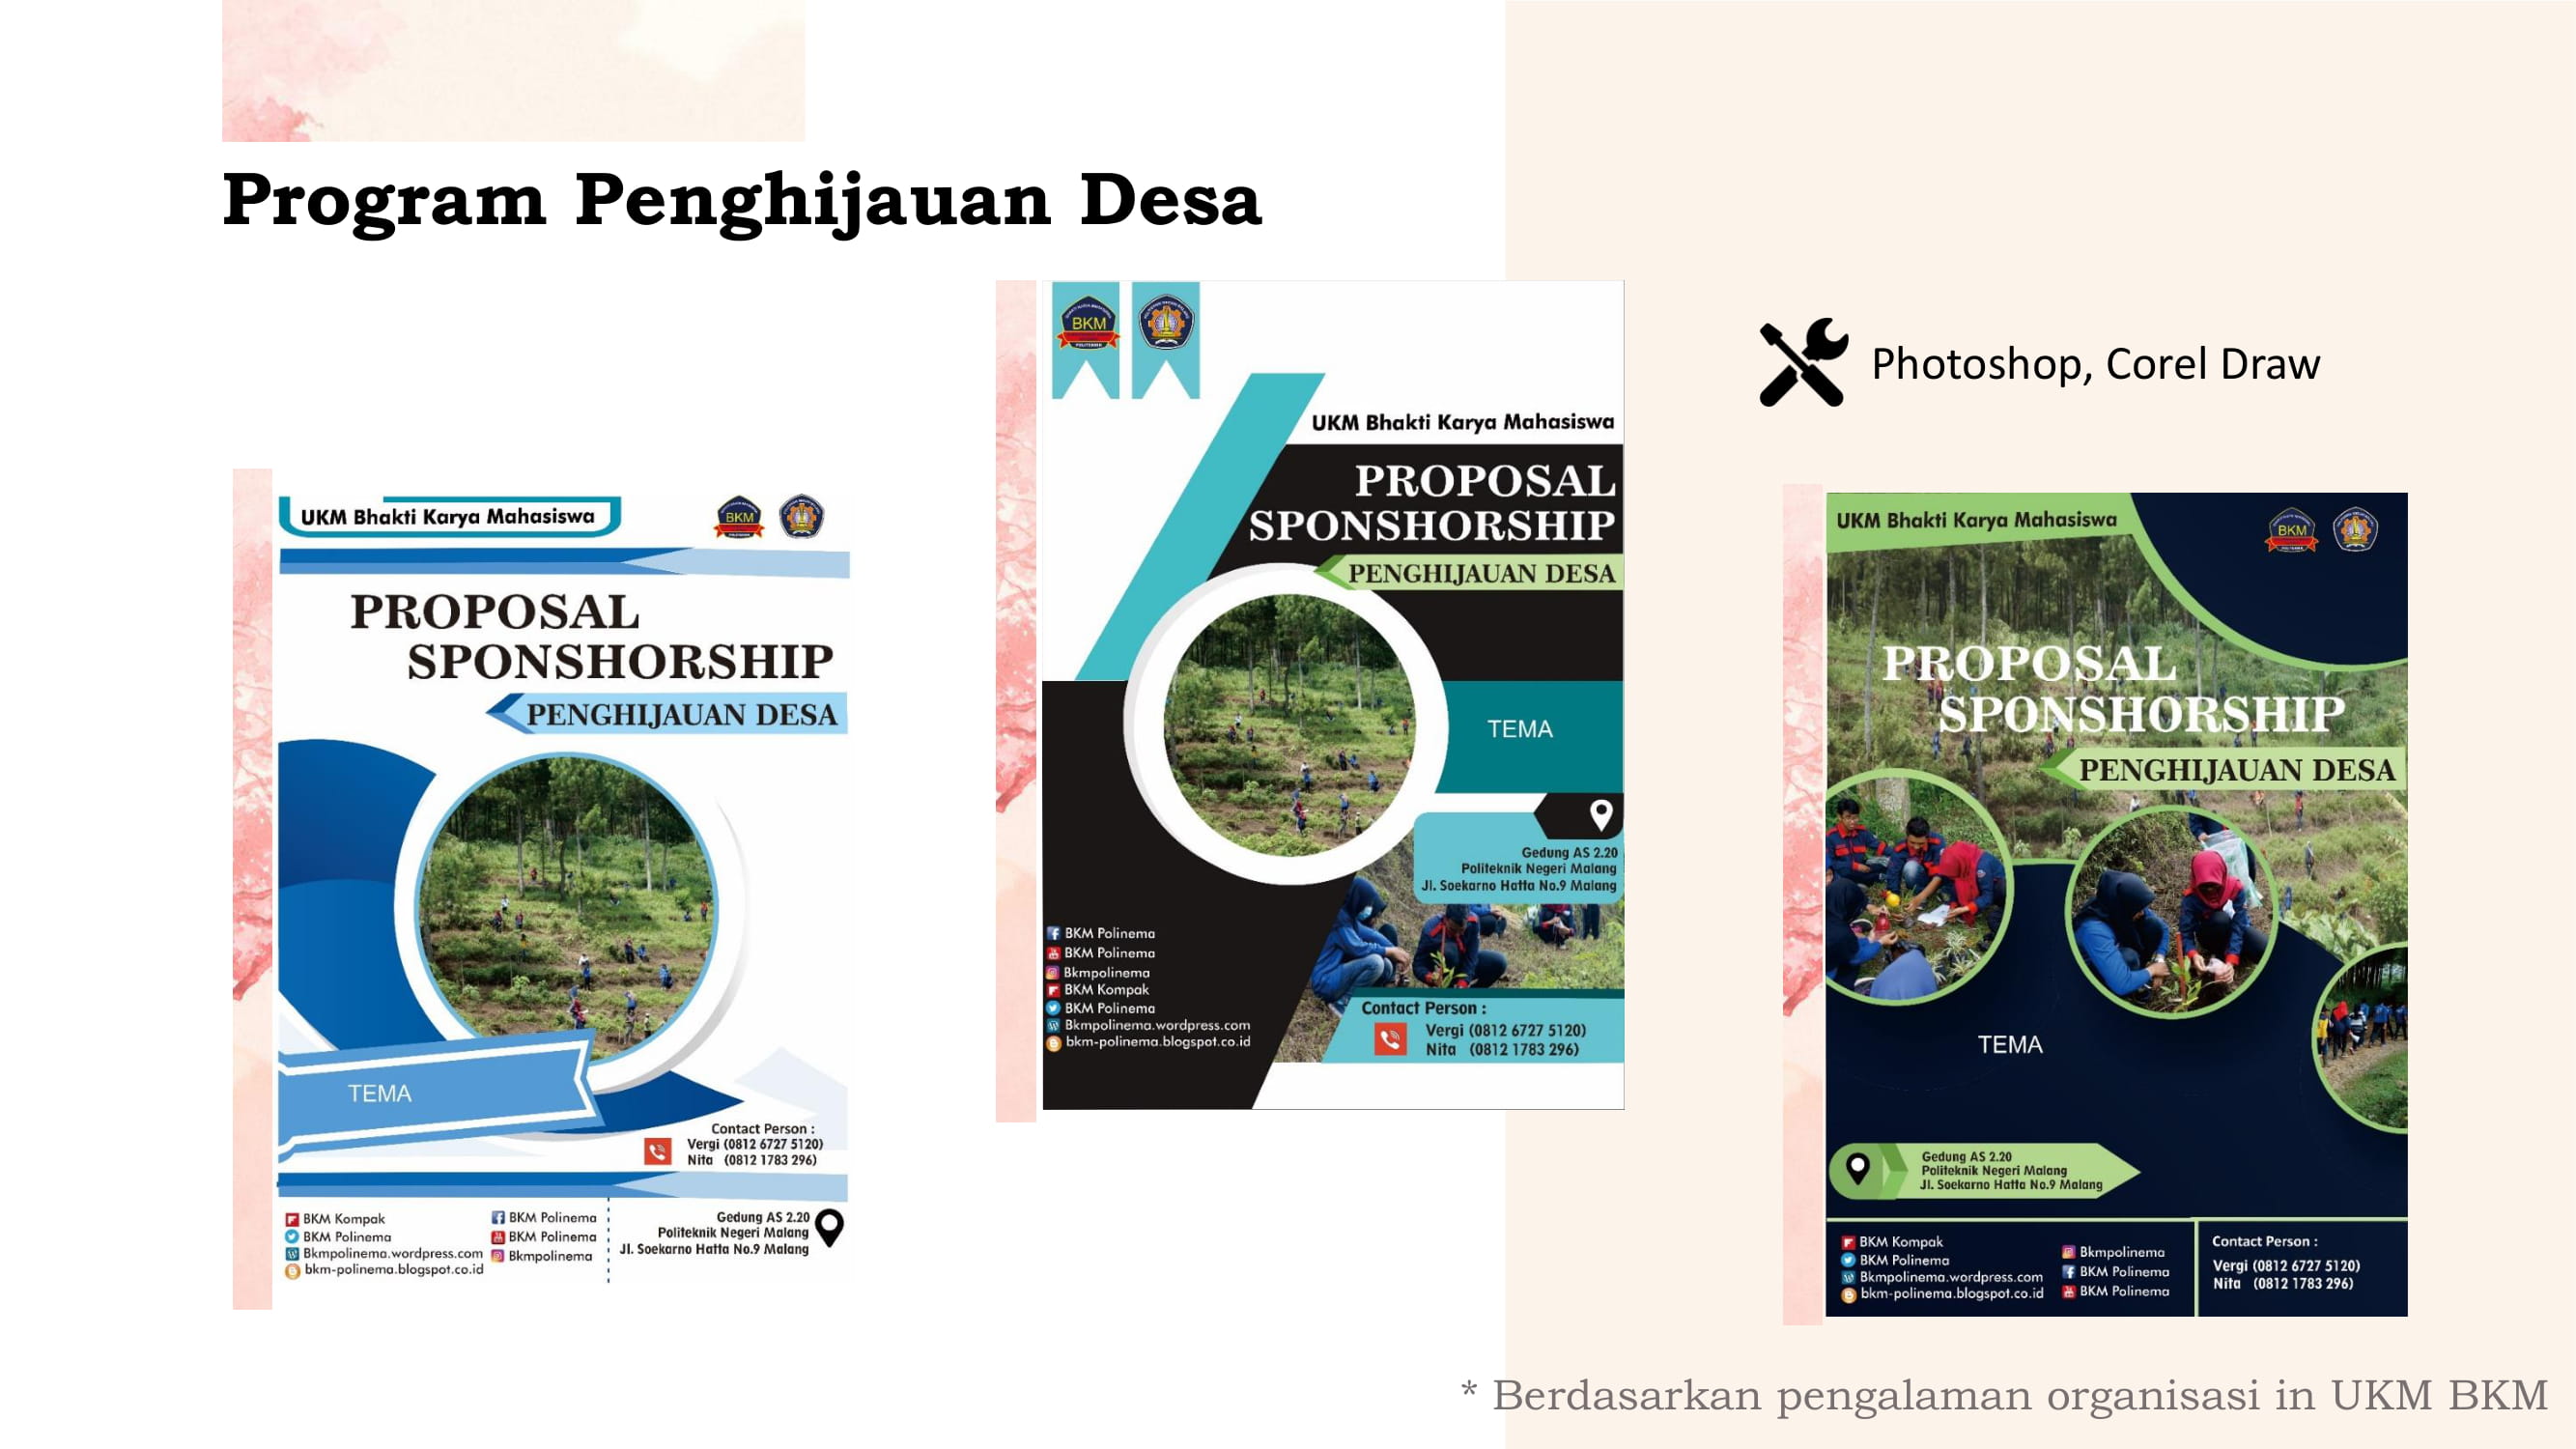 Program Penghijauan Desa
UKM Bhakti Karya Mahasiswa
BKM
PROPOSAL
SPONSHORSHIP
PENGHIJAUAN DESA
TEMA
Contact Person :
Vergi (0812 6727 5120)
Nita (0812 1783 296)
BKM Kompak
BKM Polinema
Bkmpolinema.wordpress.com
bkm-polinema.blogspot.co.id
BKM Polinema
BKM Polinema
Bkmpolinema
Gedung AS 2.20
Politeknik Negeri Malang
Jl. Soekarno Hatta No.9 Malang
BKM
UKM Bhakti Karya Mahasiswa
PROPOSAL
SPONSHORSHIP
PENGHIJAUAN DESA
TEMA
Gedung AS 2.20
Politeknik Negeri Malang
Jl. Soekarno Hatta No.9 Malang
BKM Polinema
BKM Polinema
Bkmpolinema
BKM Kompak
BKM Polinema
Bkmpolinema.wordpress.com
bkm-polinema.blogspot.co.id
Contact Person :
Vergi (0812 6727 5120)
Nita (0812 1783 296)
Photoshop, Corel Draw
UKM Bhakti Karya Mahasiswa
BKM
PROPOSAL
SPONSHORSHIP
PENGHIJAUAN DESA
TEMA
Gedung AS 2.20
Politeknik Negeri Malang
Jl. Soekarno Hatta No.9 Malang
BKM Kompak
BKM Polinema
Bkmpolinema.wordpress.com
bkm-polinema.blogspot.co.id
Bkmpolinema
BKM Polinema
BKM Polinema
Contact Person :
Vergi (0812 6727 5120)
Nita (0812 1783 296)
* Berdasarkan pengalaman organisasi in UKM BKM